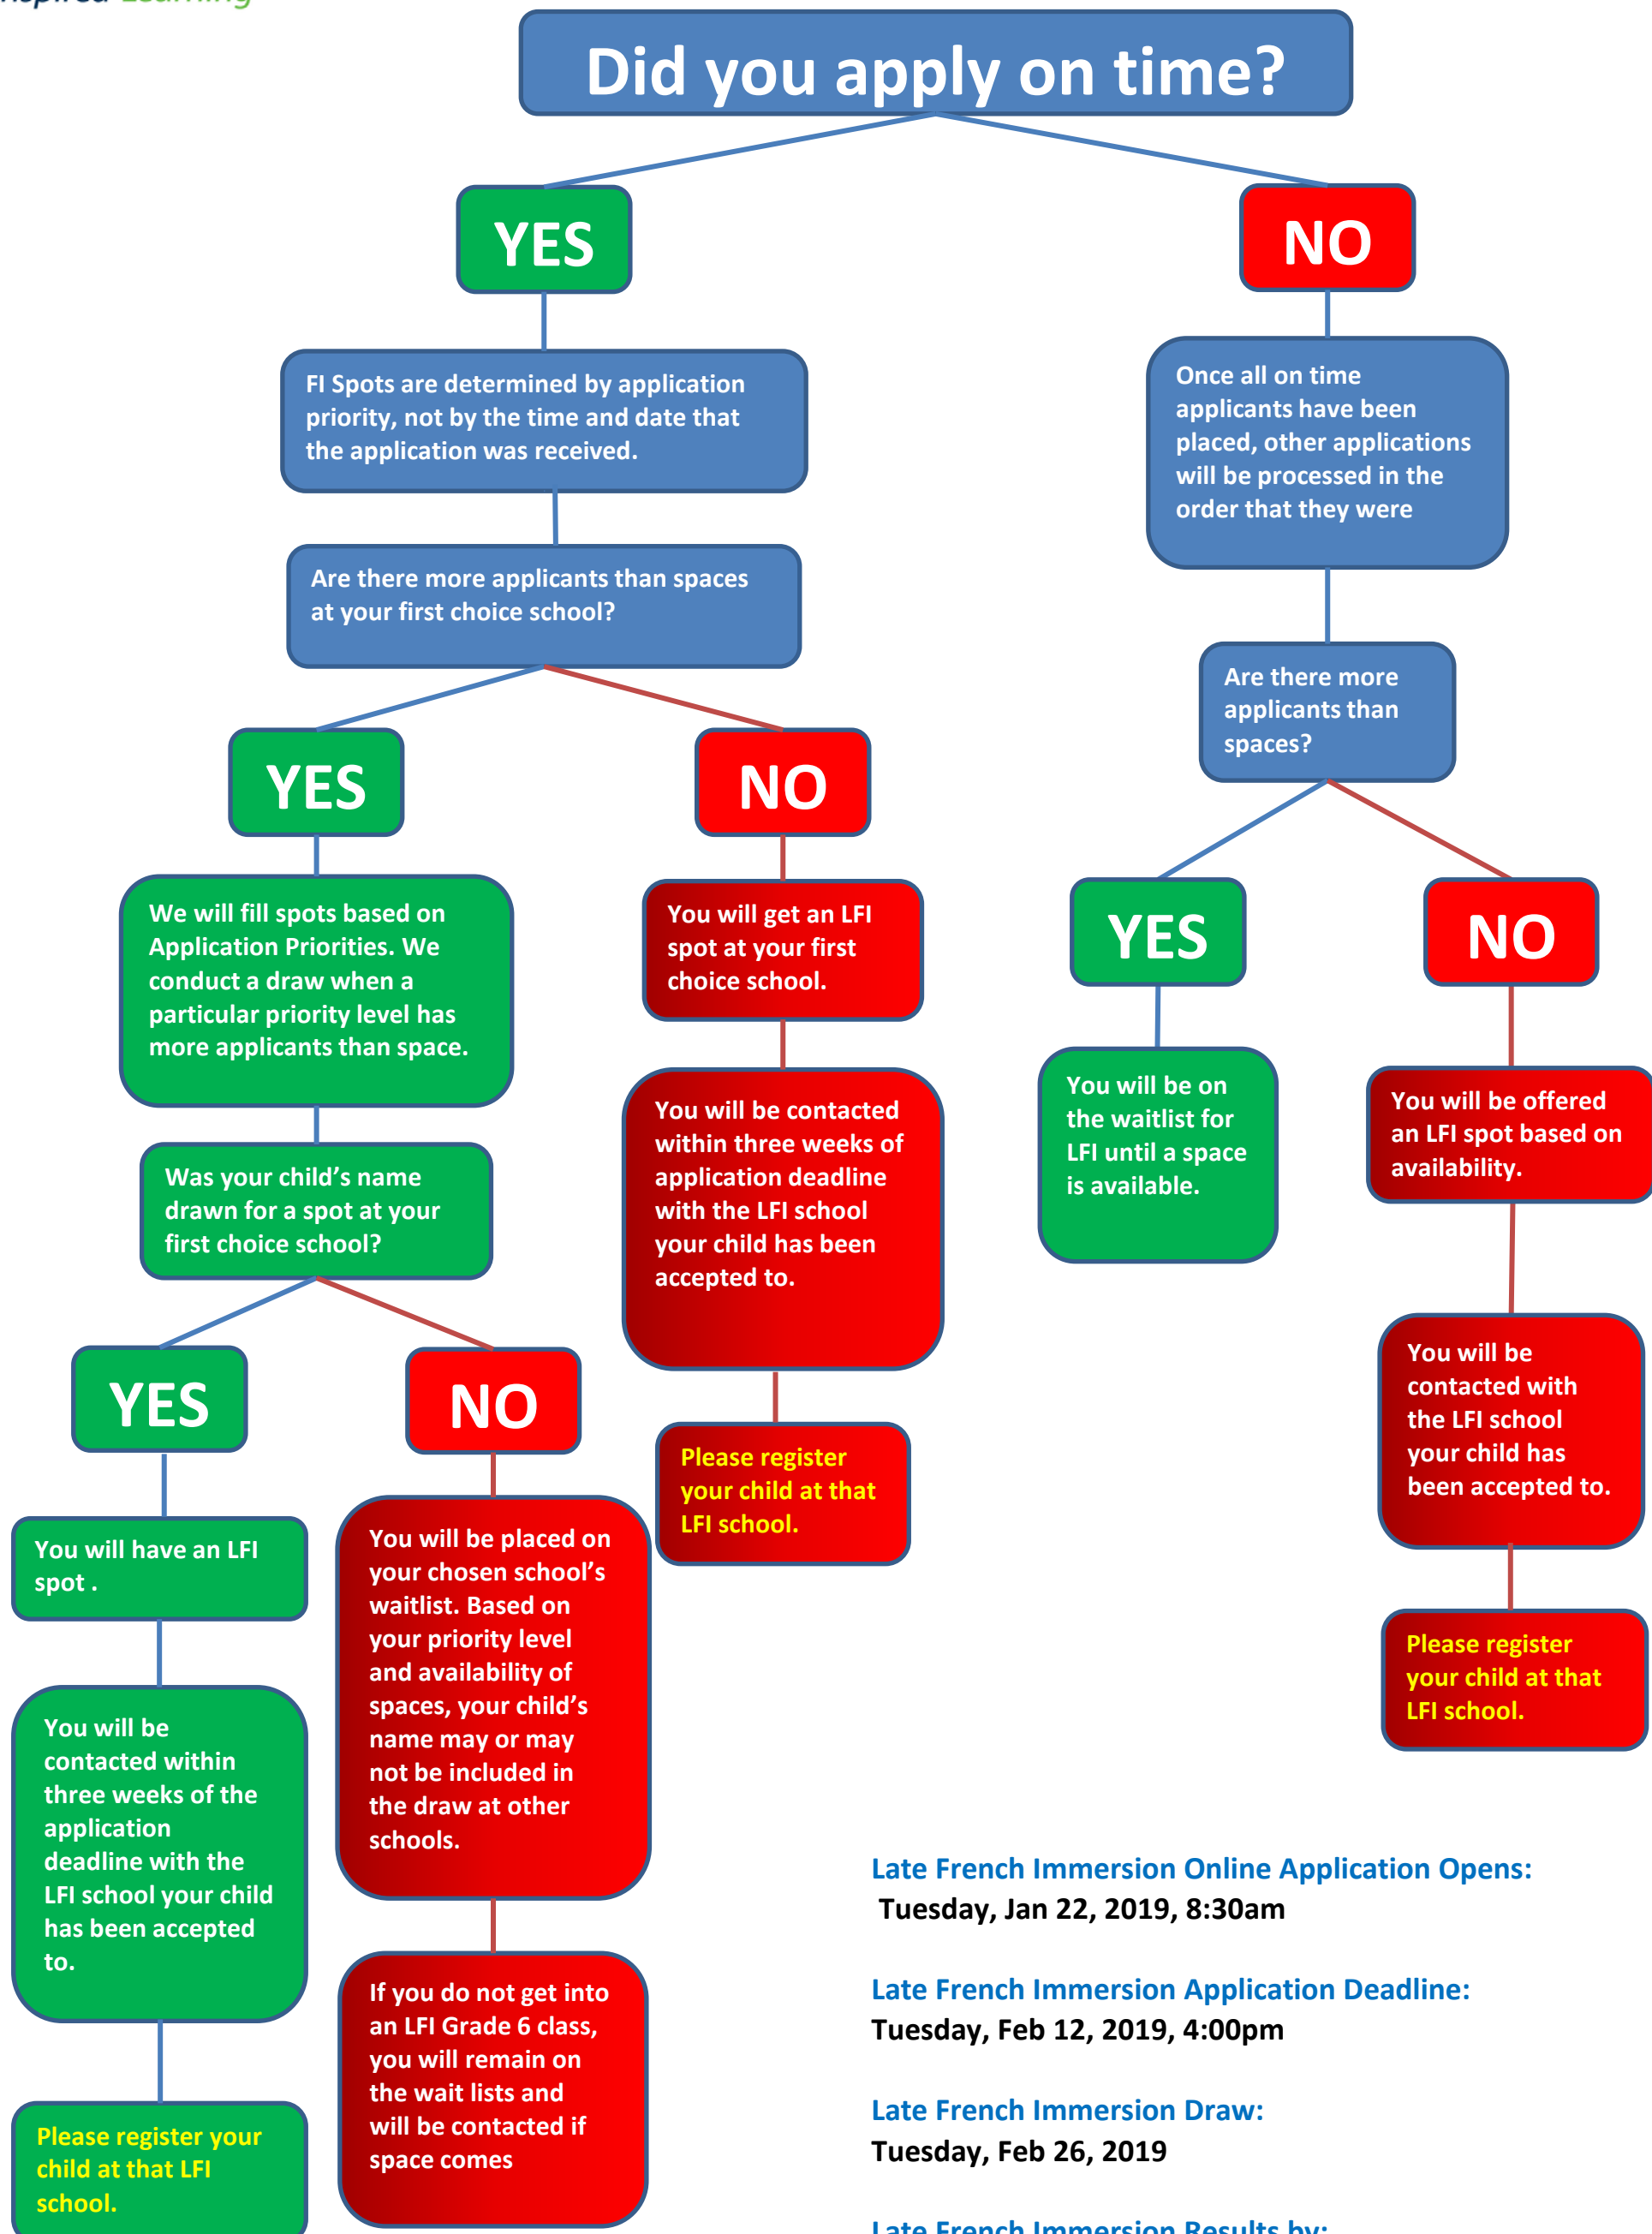 Learning
Did you apply on time?
YES
FI Spots are determined by application
priority, not by the time and date that
the application was received.
Are there more applicants than spaces
at your first choice school?
YES
We will fill spots based on
Application Priorities. We
conduct a draw when a
particular priority level has
more applicants than space.
Was your child’s name
drawn for a spot at your
first choice school?
YES
You will have an LFI
spot .
You will be
contacted within
three weeks of the
application
deadline with the
LFI school your child
has been accepted
to.
Please register your
child at that LFI
school.
NO
You will be placed on
your chosen school’s
waitlist. Based on
your priority level
and availability of
spaces, your child’s
name may or may
not be included in
the draw at other
schools.
If you do not get into
an LFI Grade 6 class,
you will remain on
the wait lists and
will be contacted if
space comes
NO
You will get an LFI
spot at your first
choice school.
You will be contacted
within three weeks of
application deadline
with the LFI school
your child has been
accepted to.
Please register
your child at that
LFI school.
NO
Once all on time
applicants have been
placed, other applications
will be processed in the
order that they were
Are there more
applicants than
spaces?
YES
You will be on
the waitlist for
LFI until a space
is available.
NO
You will be offered
an LFI spot based on
availability.
You will be
contacted with
the LFI school
your child has
been accepted to.
Please register
your child at that
LFI school.
Late French Immersion Online Application Opens:
Tuesday, Jan 22, 2019, 8:30am
Late French Immersion Application Deadline:
Tuesday, Feb 12, 2019, 4:00pm
Late French Immersion Draw:
Tuesday, Feb 26, 2019
Late French Immersion Results by: